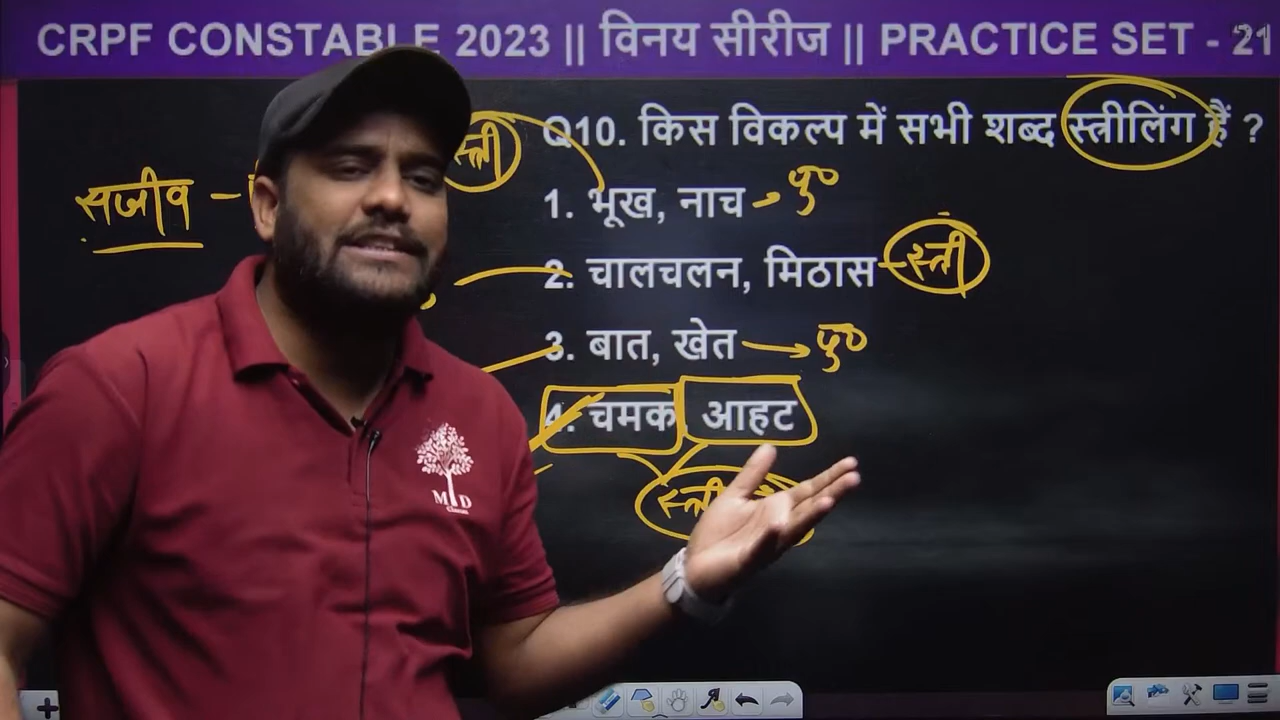 CRPF CONSTABLE 2023 || विनय सीरीज || PRACTICE SET - 21
Q10. किस विकल्प में सभी शब्द स्त्रीलिंग हैं ?
स्त्री
सजीव -
1. भूख, नाच → पु०
2. चालचलन, मिठास - स्त्री
3. बात, खेत → पु०
4. चमक आहट
स्त्री
MD
Classes